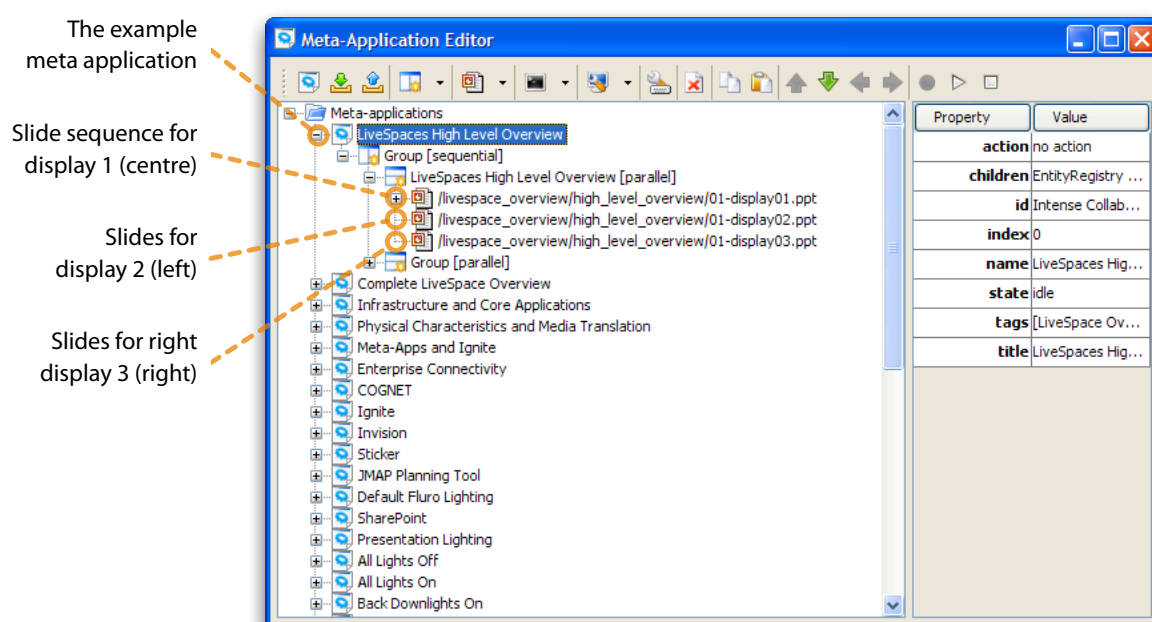 The example
meta application
Slide sequence for
display 1 (centre)
Slides for
display 2 (left)
Slides for right
display 3 (right)
Meta-Application Editor
Meta-applications
LiveSpaces High Level Overview
Group [sequential]
LiveSpaces High Level Overview [parallel]
/livespace_overview/high_level_overview/01-display01.ppt
/livespace_overview/high_level_overview/01-display02.ppt
/livespace_overview/high_level_overview/01-display03.ppt
Group [parallel]
Complete LiveSpace Overview
Infrastructure and Core Applications
Physical Characteristics and Media Translation
Meta-Apps and Ignite
Enterprise Connectivity
COGNET
Ignite
Invision
Sticker
JMAP Planning Tool
Default Fluro Lighting
SharePoint
Presentation Lighting
All Lights Off
All Lights On
Back Downlights On
Property Value
action no action
children EntityRegistry ...
id Intense Collab...
index 0
name LiveSpaces Hig...
state idle
tags [LiveSpace Ov...
title LiveSpaces Hig...